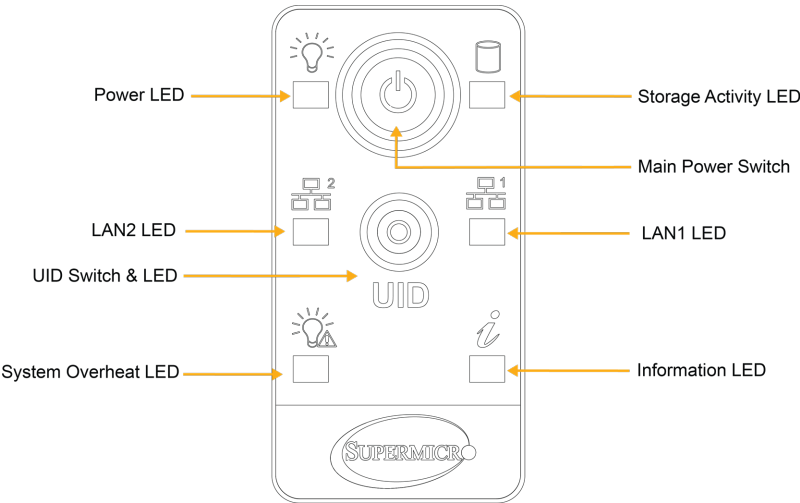 Power LED
Storage Activity LED
Main Power Switch
2
1
LAN2 LED
LAN1 LED
UID Switch & LED
UID
i
System Overheat LED
Information LED
SUPERMICRO